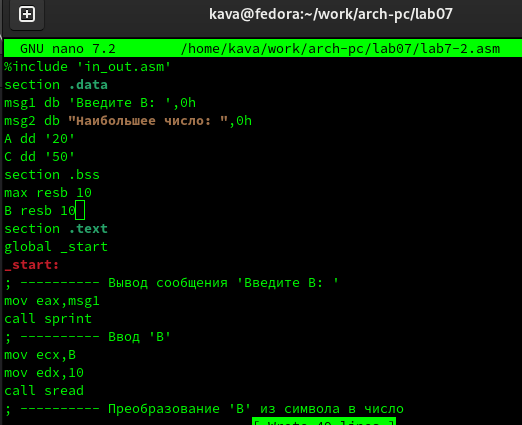 kava@fedora:~/work/arch-pc/lab07
GNU nano 7.2 /home/kava/work/arch-pc/lab07/lab7-2.asm
%include 'in_out.asm'
section .data
msg1 db 'Введите B: ',0h
msg2 db "Наибольшее число: ",0h
A dd '20'
C dd '50'
section .bss
max resb 10
B resb 10
section .text
global _start
_start:
; ---------- Вывод сообщения 'Введите B: '
mov eax,msg1
call sprint
; ---------- Ввод 'B'
mov ecx,B
mov edx,10
call sread
; ---------- Преобразование 'B' из символа в число